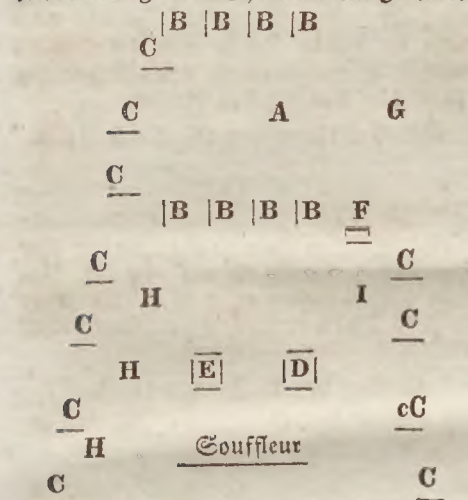 |B |B |B |B
C
C A G
C
|B |B |B |B F
C C
H I
C C
H |E| |D|
C cC
H Souffleur
C C